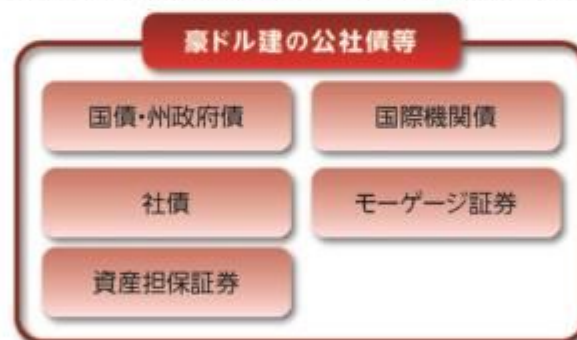 豪ドル建の公社債等
国債・州政府債
国際機関債
社債
モーゲージ証券
資産担保証券